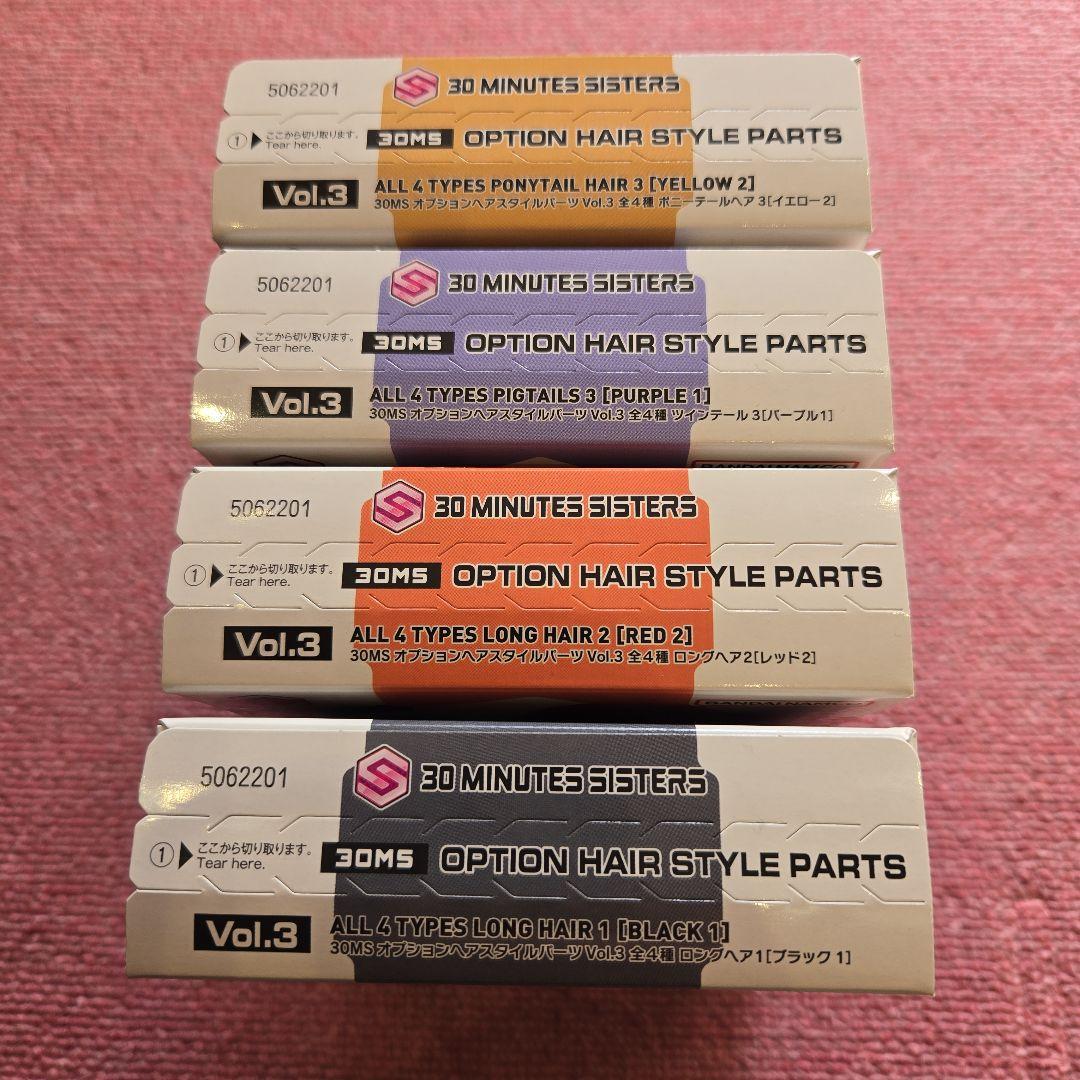 5062201
30 MINUTES SISTERS
① ▶ ここから切り取ります。
Tear here.
30MS OPTION HAIR STYLE PARTS
Vol.3
ALL 4 TYPES PONYTAIL HAIR 3 [YELLOW 2]
30MS オプションヘアスタイルパーツ Vol.3 全4種 ポニーテールヘア 3[イエロー2]
5062201
30 MINUTES SISTERS
① ▶ ここから切り取ります。
Tear here.
30MS OPTION HAIR STYLE PARTS
Vol.3
ALL 4 TYPES PIGTAILS 3 [PURPLE 1]
30MS オプションヘアスタイルパーツ Vol.3 全4種 ツインテール 3[パープル1]
BANDAI NAMCO
5062201
30 MINUTES SISTERS
① ▶ ここから切り取ります。
Tear here.
30MS OPTION HAIR STYLE PARTS
Vol.3
ALL 4 TYPES LONG HAIR 2 [RED 2]
30MS オプションヘアスタイルパーツ Vol.3 全4種 ロングヘア2[レッド2]
BANDAI NAMCO
5062201
30 MINUTES SISTERS
① ▶ ここから切り取ります。
Tear here.
30MS OPTION HAIR STYLE PARTS
Vol.3
ALL 4 TYPES LONG HAIR 1 [BLACK 1]
30MS オプションヘアスタイルパーツ Vol.3 全4種 ロングヘア1[ブラック 1]